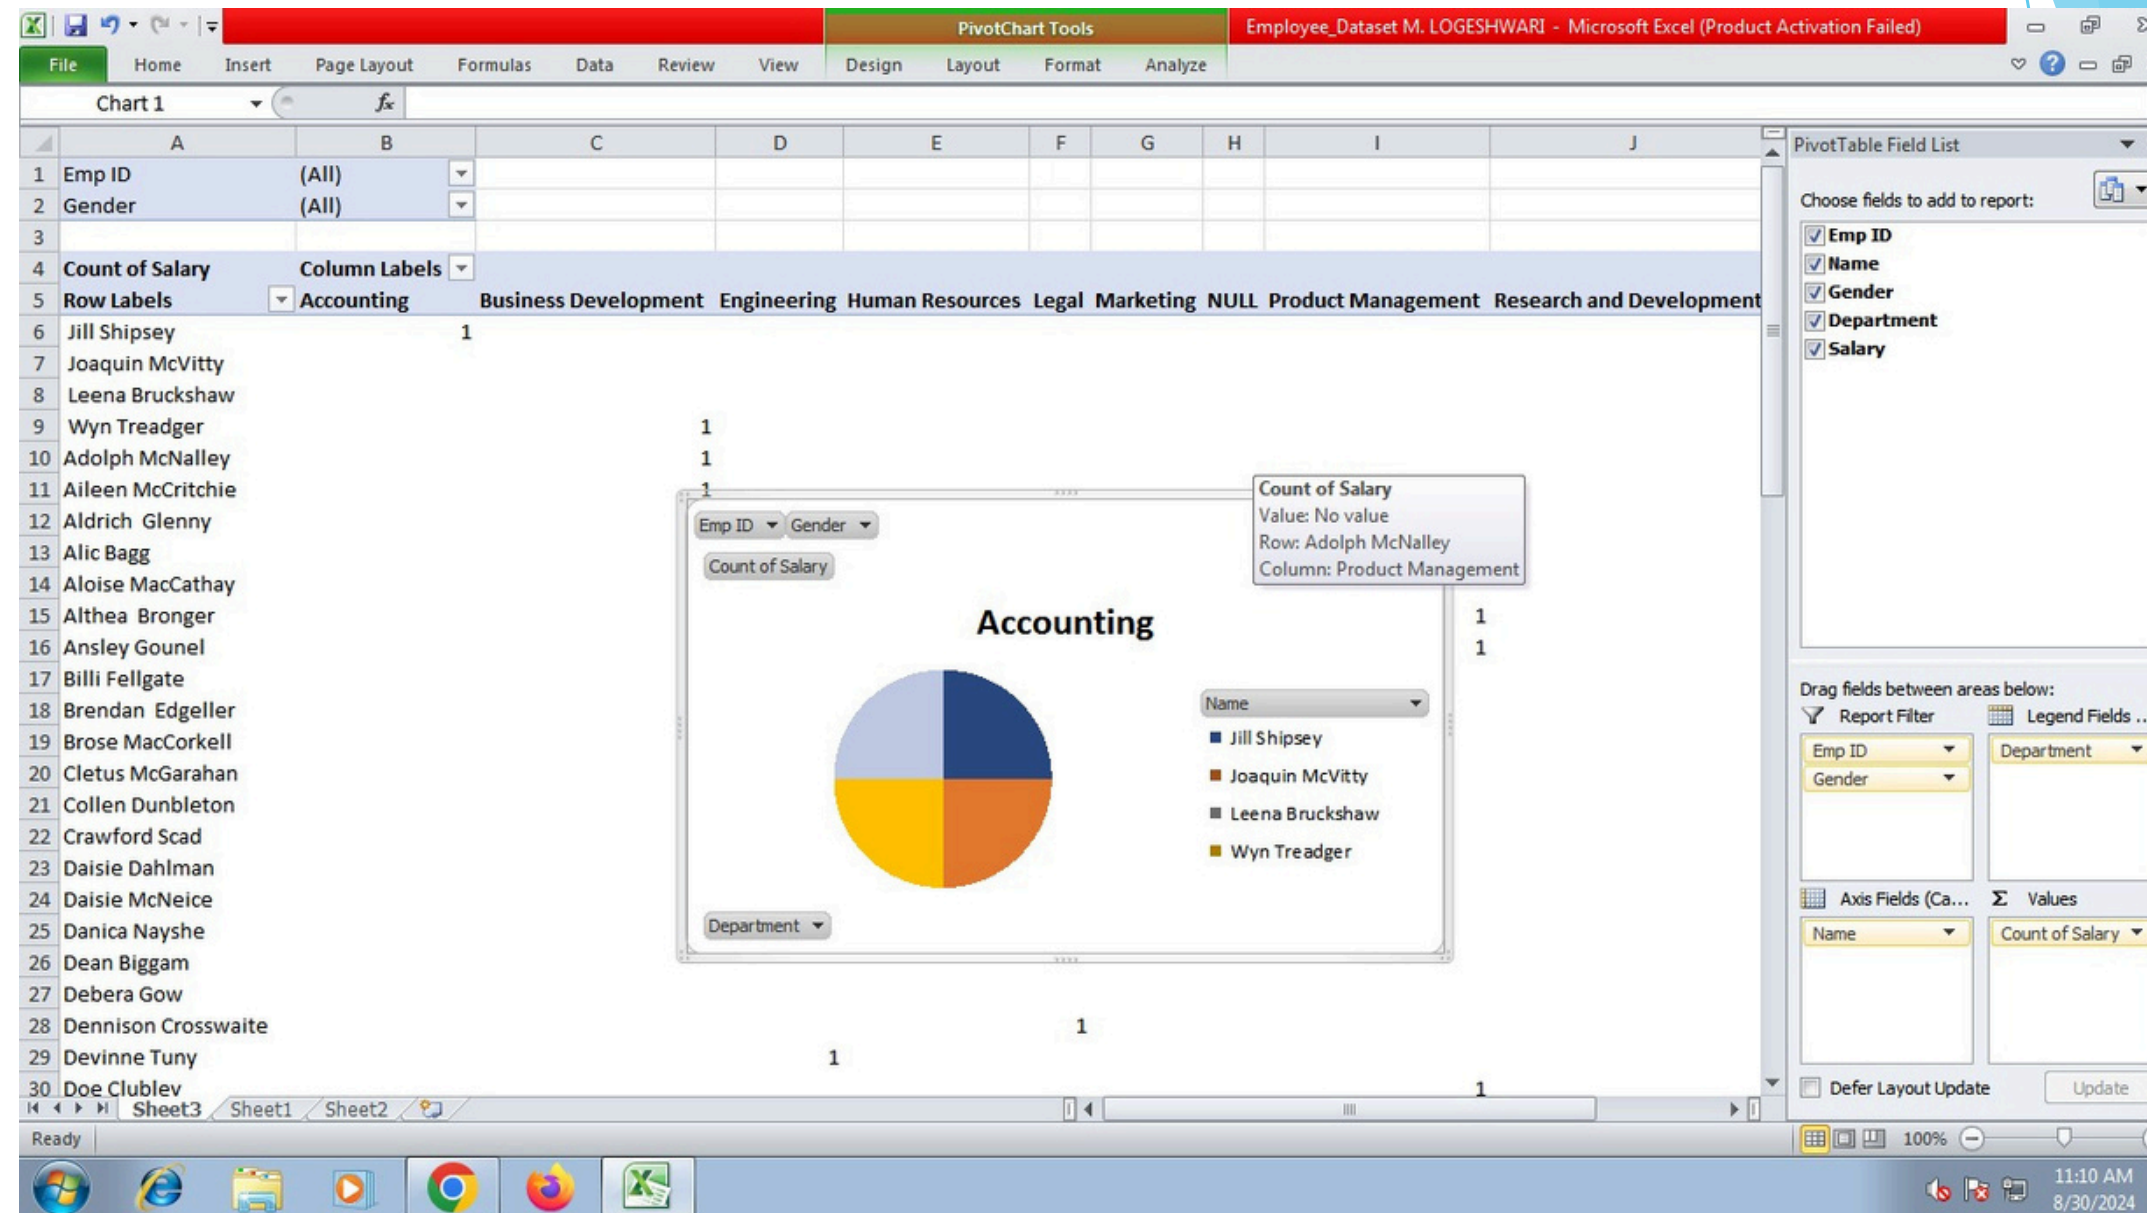 PivotChart Tools
Employee_Dataset M. LOGESHWARI - Microsoft Excel (Product Activation Failed)
File Home Insert Page Layout Formulas Data Review View Design Layout Format Analyze
Chart 1 fx
A B C D E F G H I J
1 Emp ID (All)
2 Gender (All)
3
4 Count of Salary Column Labels
5 Row Labels Accounting Business Development Engineering Human Resources Legal Marketing NULL Product Management Research and Development
6 Jill Shipsey 1
7 Joaquin McVitty
8 Leena Bruckshaw
9 Wyn Treadger 1
10 Adolph McNalley 1
11 Aileen McCritchie 1
12 Aldrich Glenny
13 Alic Bagg
14 Aloise MacCathay
15 Althea Bronger 1
16 Ansley Gounel 1
17 Billi Fellgate
18 Brendan Edgeller
19 Brose MacCorkell
20 Cletus McGarahan
21 Collen Dunbleton
22 Crawford Scad
23 Daisie Dahlman
24 Daisie McNeice
25 Danica Nayshe
26 Dean Biggam
27 Debera Gow
28 Dennison Crosswaite 1
29 Devinne Tuny 1
30 Doe Clubley 1
Emp ID Gender
Count of Salary
Accounting
Name
Jill Shipsey
Joaquin McVitty
Leena Bruckshaw
Wyn Treadger
Department
Count of Salary
Value: No value
Row: Adolph McNalley
Column: Product Management
PivotTable Field List
Choose fields to add to report:
Emp ID
Name
Gender
Department
Salary
Drag fields between areas below:
Report Filter Legend Fields ..
Emp ID Department
Gender
Axis Fields (Ca... Σ Values
Name Count of Salary
Defer Layout Update Update
Sheet3 Sheet1 Sheet2
Ready 100%
11:10 AM
8/30/2024